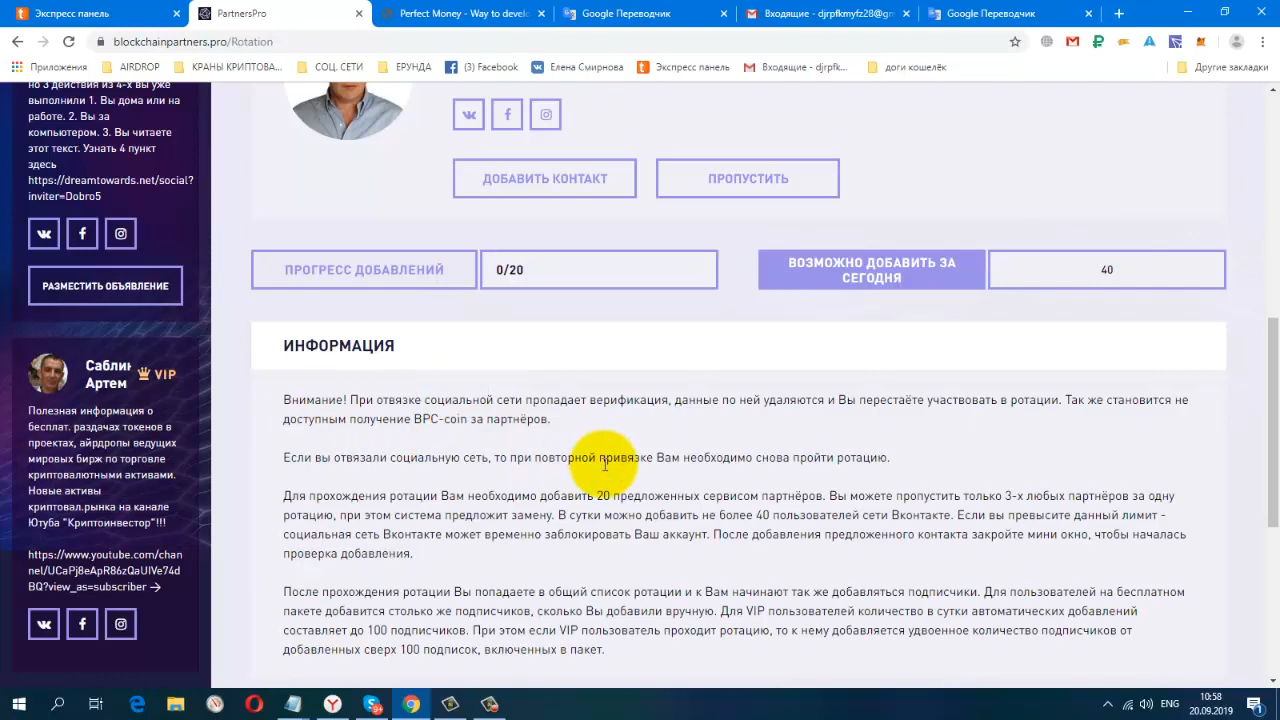 Экспресс панель
PartnersPro
Perfect Money - Way to develo
Google Переводчик
Входящие - djrpfkmyfz28@gm
Google Переводчик
blockchainpartners.pro/Rotation
Приложения
AIRDROP
КРАНЫ КРИПТОВА...
СОЦ. СЕТИ
ЕРУНДА
(3) Facebook
Елена Смирнова
Экспресс панель
Входящие - djrpfk...
доги кошелёк
Другие закладки
но 3 действия из 4-х вы уже
выполнили 1. Вы дома или на
работе. 2. Вы за
компьютером. 3. Вы читаете
этот текст. Узнать 4 пункт
здесь
https://dreamtowards.net/social?
inviter=Dobro5
РАЗМЕСТИТЬ ОБЪЯВЛЕНИЕ
Саблин
Артем
VIP
Полезная информация о
бесплат. раздачах токенов в
проектах, айрдропы ведущих
мировых бирж по торговле
криптовалютными активами.
Новые активы
криптовал.рынка на канале
Ютуба "Криптоинвестор"!!!
https://www.youtube.com/chan
nel/UCaPj8eApR86zQaUIVe74d
BQ?view_as=subscriber →
ДОБАВИТЬ КОНТАКТ
ПРОПУСТИТЬ
ПРОГРЕСС ДОБАВЛЕНИЙ
0/20
ВОЗМОЖНО ДОБАВИТЬ ЗА
СЕГОДНЯ
40
ИНФОРМАЦИЯ
Внимание! При отвязке социальной сети пропадает верификация, данные по ней удаляются и Вы перестаёте участвовать в ротации. Так же становится не
доступным получение BPC-coin за партнёров.
Если вы отвязали социальную сеть, то при повторной привязке Вам необходимо снова пройти ротацию.
Для прохождения ротации Вам необходимо добавить 20 предложенных сервисом партнёров. Вы можете пропустить только 3-х любых партнёров за одну
ротацию, при этом система предложит замену. В сутки можно добавить не более 40 пользователей сети Вконтакте. Если вы превысите данный лимит -
социальная сеть Вконтакте может временно заблокировать Ваш аккаунт. После добавления предложенного контакта закройте мини окно, чтобы началась
проверка добавления.
После прохождения ротации Вы попадаете в общий список ротации и к Вам начинают так же добавляться подписчики. Для пользователей на бесплатном
пакете добавится столько же подписчиков, сколько Вы добавили вручную. Для VIP пользователей количество в сутки автоматических добавлений
составляет до 100 подписчиков. При этом если VIP пользователь проходит ротацию, то к нему добавляется удвоенное количество подписчиков от
добавленных сверх 100 подписок, включенных в пакет.
ENG
10:58
20.09.2019